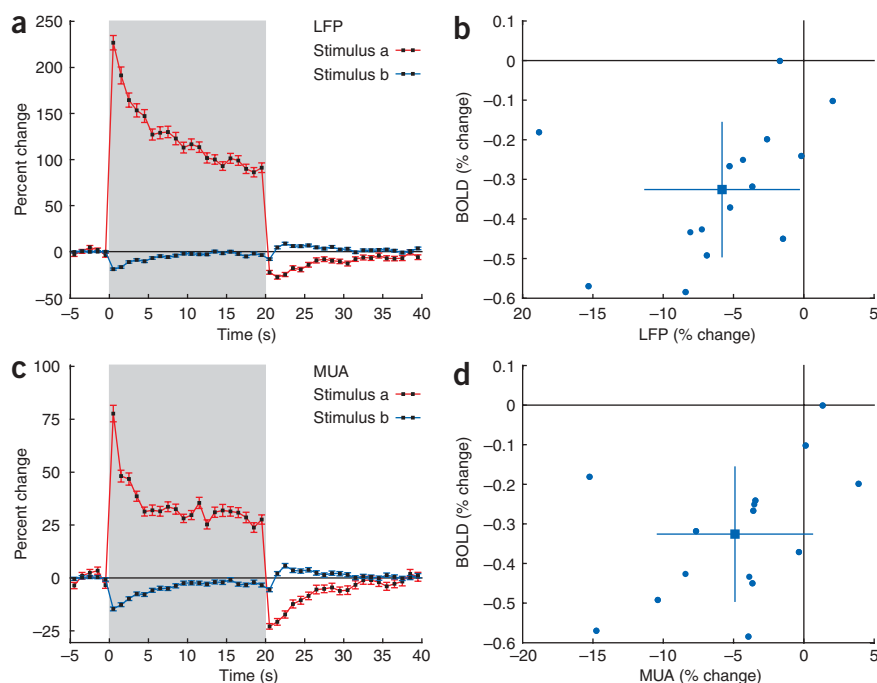 a
LFP
Stimulus a
Stimulus b
250
200
150
100
50
0
−50
Percent change
−5 0 5 10 15 20 25 30 35 40
Time (s)
b
0.1
0
−0.1
−0.2
−0.3
−0.4
−0.5
−0.6
BOLD (% change)
20 −15 −10 −5 0 5
LFP (% change)
c
MUA
Stimulus a
Stimulus b
100
75
50
25
0
−25
Percent change
−5 0 5 10 15 20 25 30 35 40
Time (s)
d
0.1
0
−0.1
−0.2
−0.3
−0.4
−0.5
−0.6
BOLD (% change)
−20 −15 −10 −5 0 5
MUA (% change)